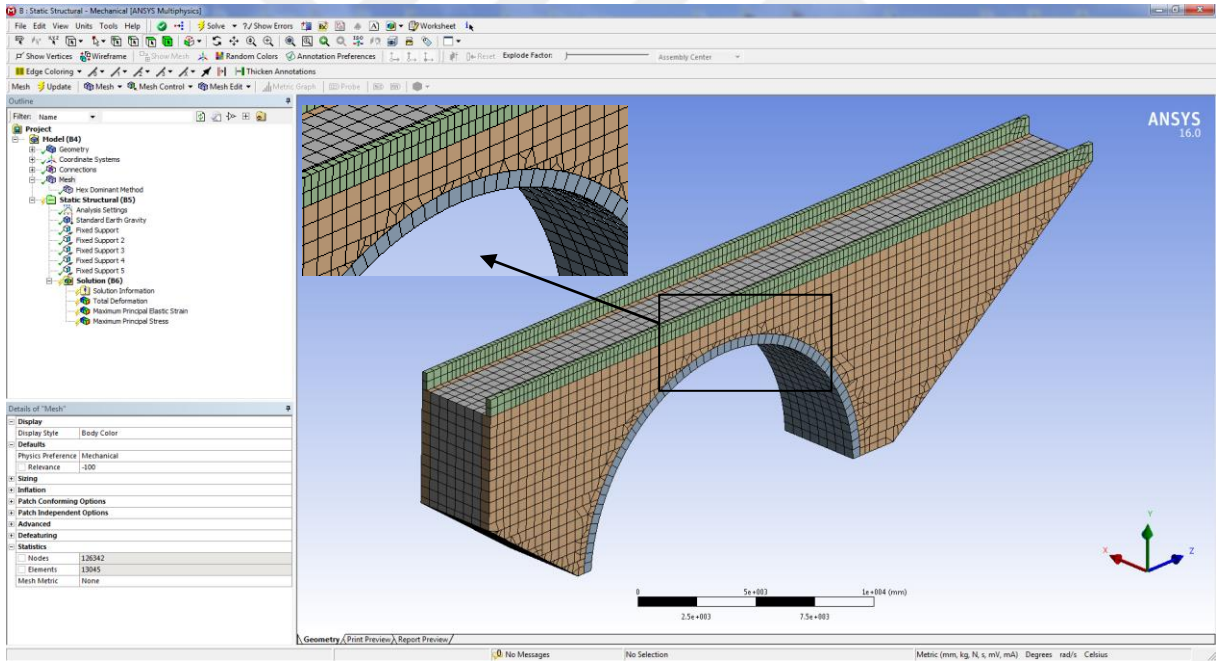 B : Static Structural - Mechanical [ANSYS Multiphysics]
File Edit View Units Tools Help Solve ?/ Show Errors Worksheet
Show Vertices Wireframe Show Mesh Random Colors Annotation Preferences Reset Explode Factor: Assembly Center
Edge Coloring Thicken Annotations
Mesh Update Mesh Mesh Control Mesh Edit Metric Graph Probe
Outline
Filter: Name
Project
Model (B4)
Geometry
Coordinate Systems
Connections
Mesh
Hex Dominant Method
Static Structural (B5)
Analysis Settings
Standard Earth Gravity
Fixed Support
Fixed Support 2
Fixed Support 3
Fixed Support 4
Fixed Support 5
Solution (B6)
Solution Information
Total Deformation
Maximum Principal Elastic Strain
Maximum Principal Stress
Details of "Mesh"
Display
Display Style Body Color
Defaults
Physics Preference Mechanical
Relevance -100
Sizing
Inflation
Patch Conforming Options
Patch Independent Options
Advanced
Defeaturing
Statistics
Nodes 126342
Elements 13045
Mesh Metric None
ANSYS
16.0
Y
X
Z
0 5e+003 1e+004 (mm)
2.5e+003 7.5e+003
Geometry Print Preview Report Preview
No Messages No Selection Metric (mm, kg, N, s, mV, mA) Degrees rad/s Celsius